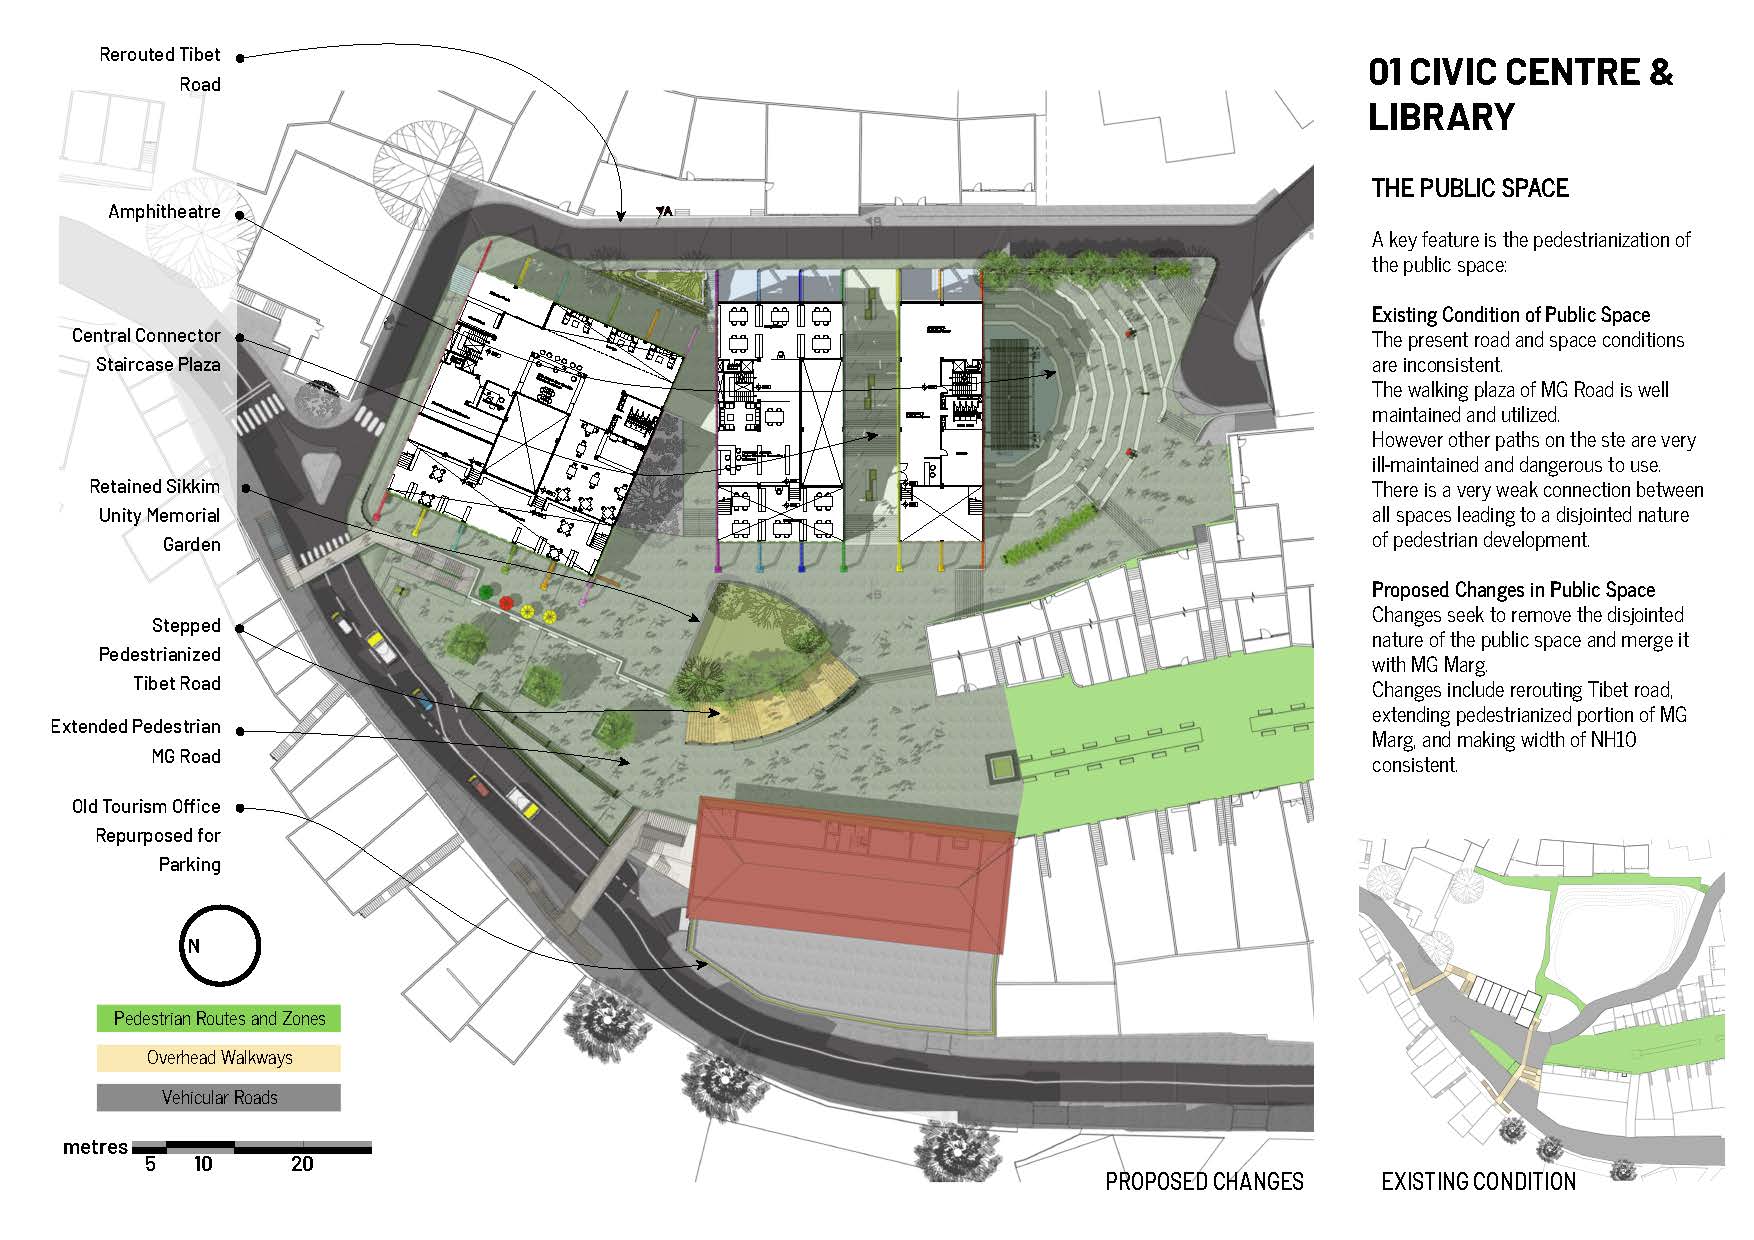 Rerouted Tibet
Road
Amphitheatre
Central Connector
Staircase Plaza
Retained Sikkim
Unity Memorial
Garden
Stepped
Pedestrianized
Tibet Road
Extended Pedestrian
MG Road
Old Tourism Office
Repurposed for
Parking
N
Pedestrian Routes and Zones
Overhead Walkways
Vehicular Roads
metres
5 10 20
A
B
B
PROPOSED CHANGES
01 CIVIC CENTRE &
LIBRARY
THE PUBLIC SPACE
A key feature is the pedestrianization of
the public space:
Existing Condition of Public Space
The present road and space conditions
are inconsistent.
The walking plaza of MG Road is well
maintained and utilized.
However other paths on the ste are very
ill-maintained and dangerous to use.
There is a very weak connection between
all spaces leading to a disjointed nature
of pedestrian development.
Proposed Changes in Public Space
Changes seek to remove the disjointed
nature of the public space and merge it
with MG Marg.
Changes include rerouting Tibet road,
extending pedestrianized portion of MG
Marg, and making width of NH10
consistent.
EXISTING CONDITION